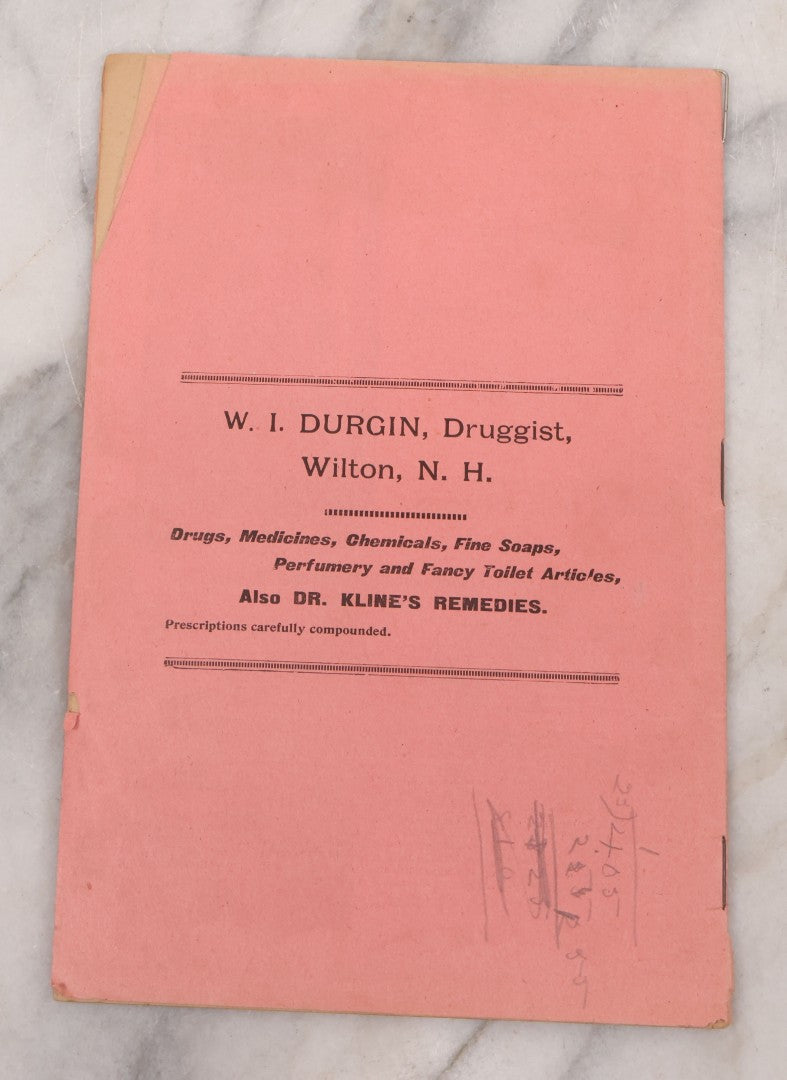 W. I. DURGIN, Druggist,
Wilton, N. H.
Drugs, Medicines, Chemicals, Fine Soaps,
Perfumery and Fancy Toilet Articles,
Also DR. KLINE'S REMEDIES.
Prescriptions carefully compounded.